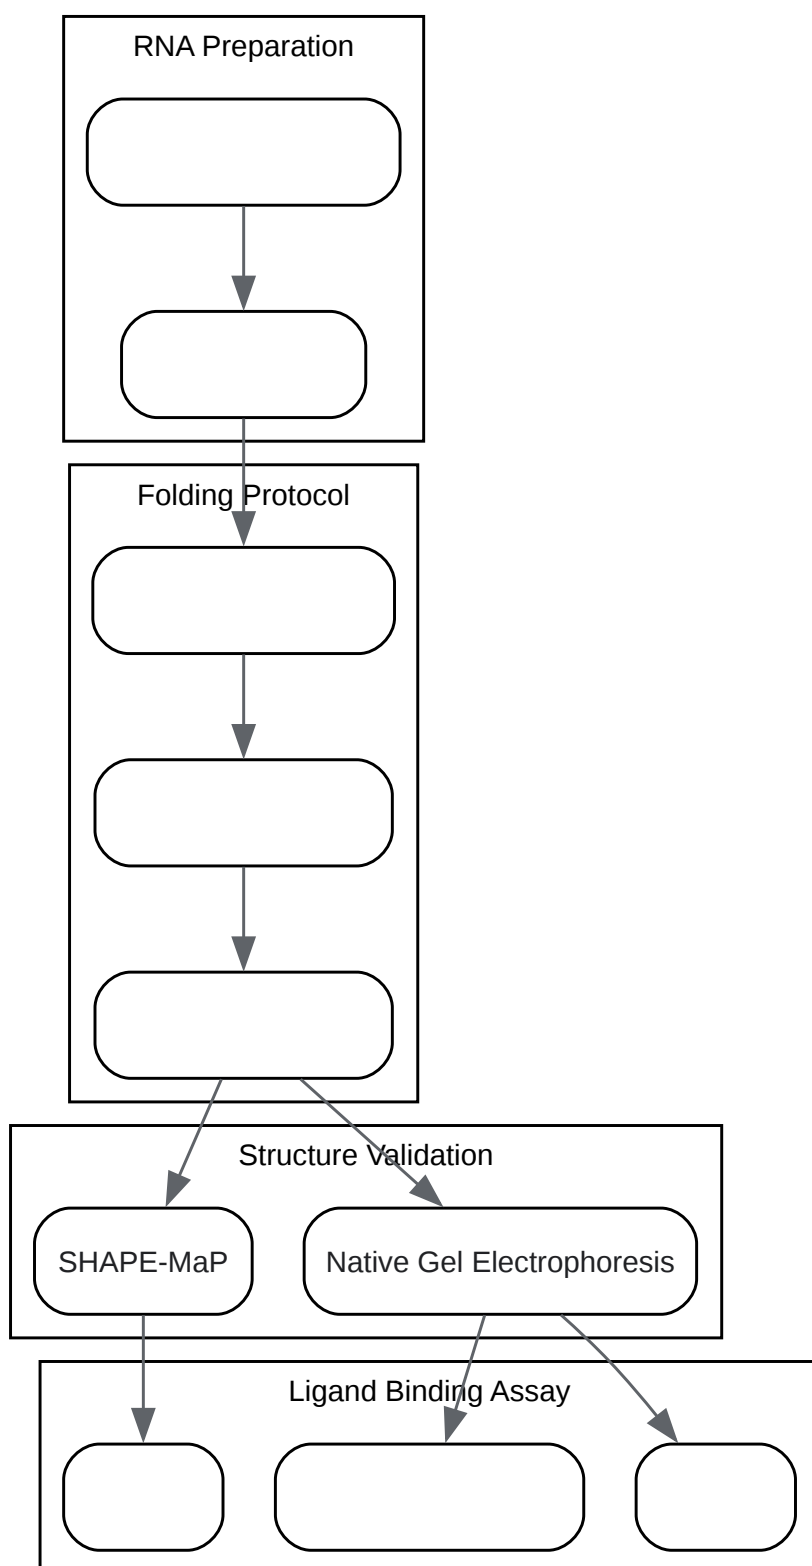 RNA Preparation
Folding Protocol
Structure Validation
SHAPE-MaP
Native Gel Electrophoresis
Ligand Binding Assay